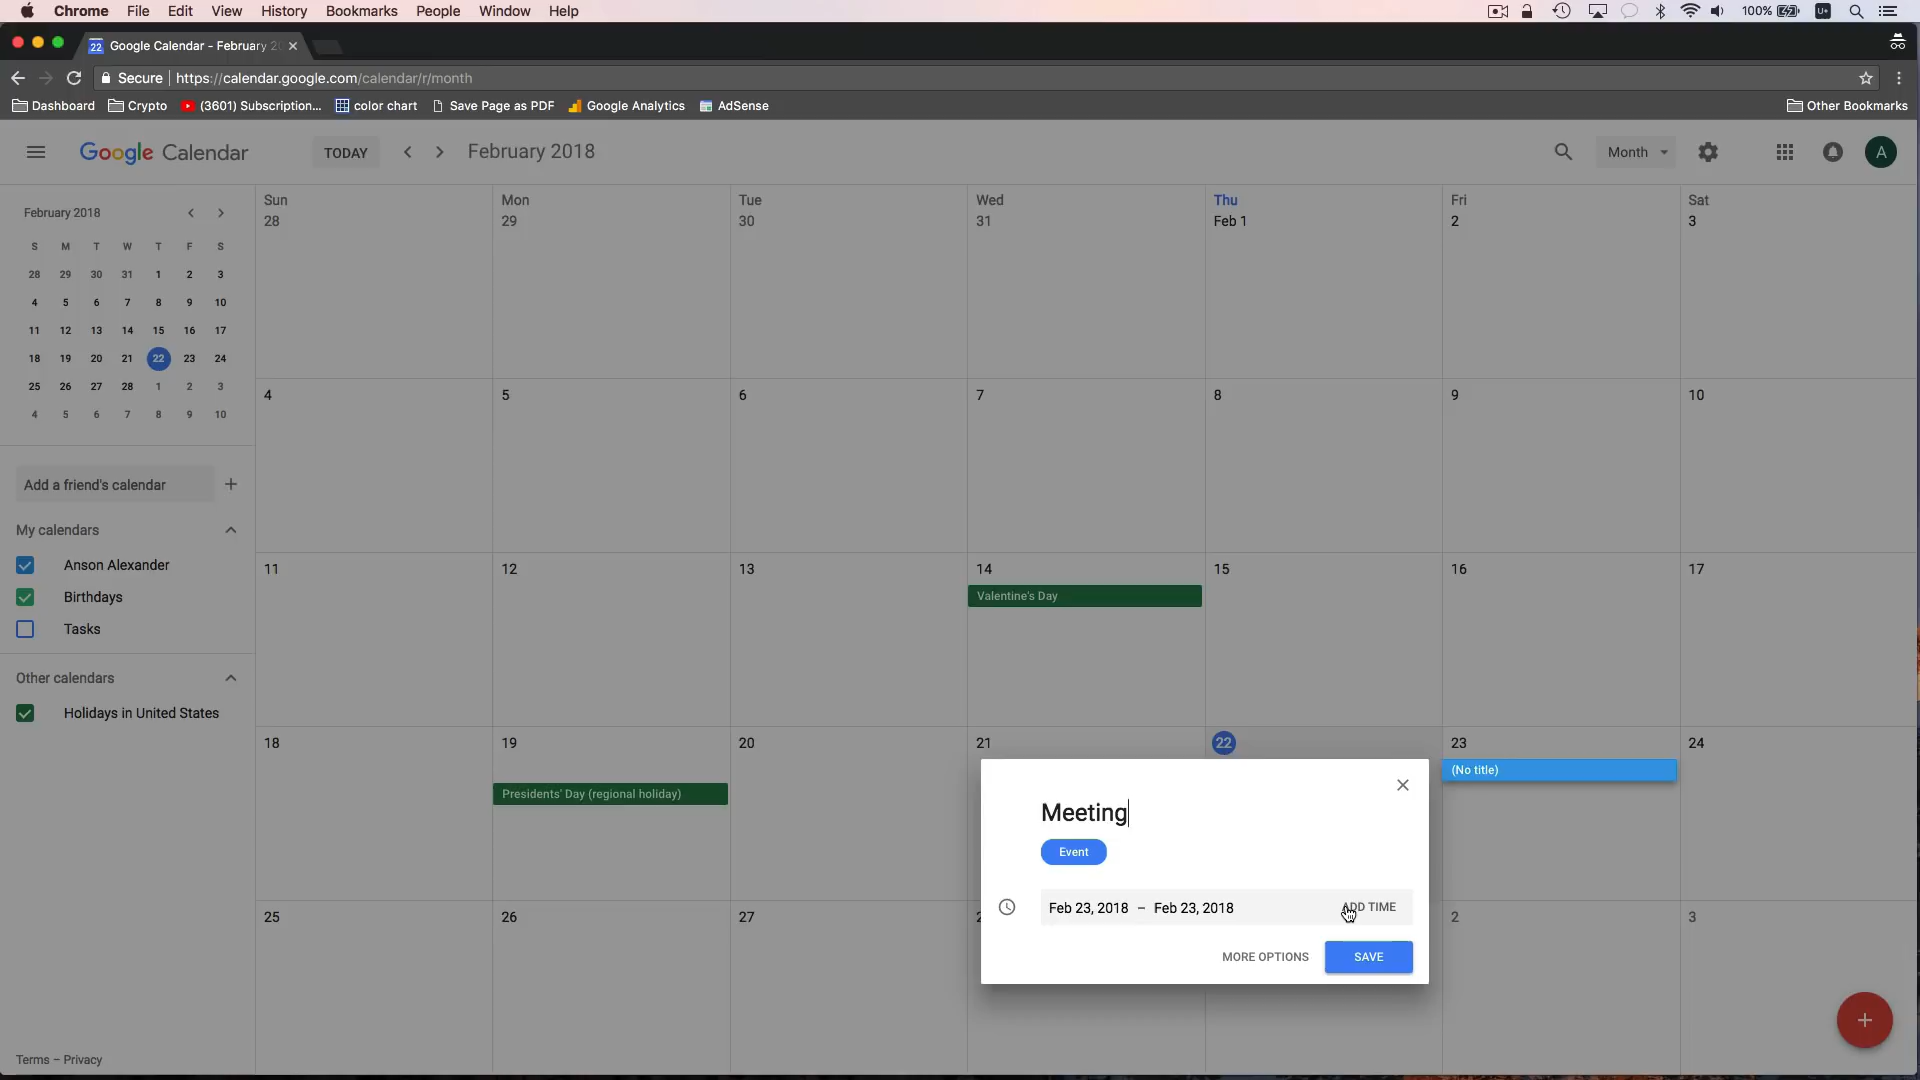 Chrome File Edit View History Bookmarks People Window Help 100%
22 Google Calendar - February 2
Secure https://calendar.google.com/calendar/r/month
Dashboard Crypto (3601) Subscription... color chart Save Page as PDF Google Analytics AdSense Other Bookmarks
Google Calendar TODAY February 2018 Month A
February 2018
S M T W T F S
28 29 30 31 1 2 3
4 5 6 7 8 9 10
11 12 13 14 15 16 17
18 19 20 21 22 23 24
25 26 27 28 1 2 3
4 5 6 7 8 9 10
Add a friend's calendar
My calendars
Anson Alexander
Birthdays
Tasks
Other calendars
Holidays in United States
Terms – Privacy
Sun Mon Tue Wed Thu Fri Sat
28 29 30 31 Feb 1 2 3
4 5 6 7 8 9 10
11 12 13 14 15 16 17
Valentine's Day
18 19 20 21 22 23 24
(No title)
Presidents' Day (regional holiday)
25 26 27 2 2 3
Meeting
Event
Feb 23, 2018 – Feb 23, 2018 ADD TIME
MORE OPTIONS SAVE